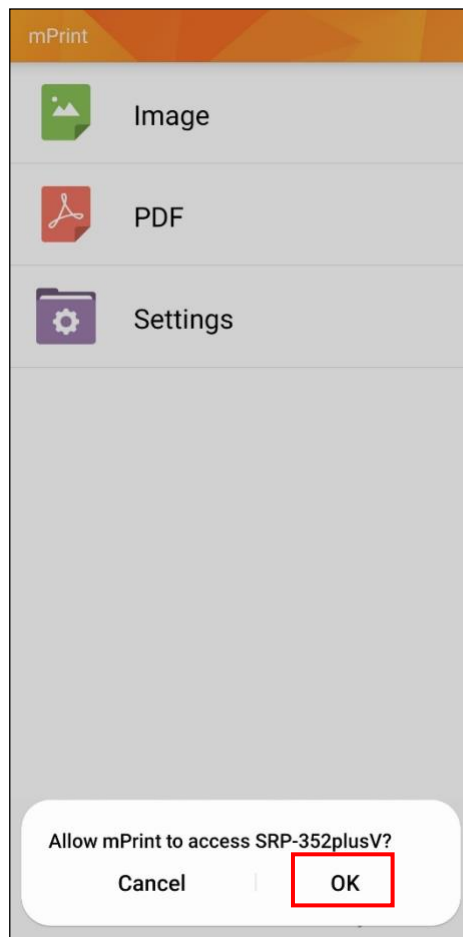 mPrint
Image
PDF
Settings
Allow mPrint to access SRP-352plusV?
Cancel
OK